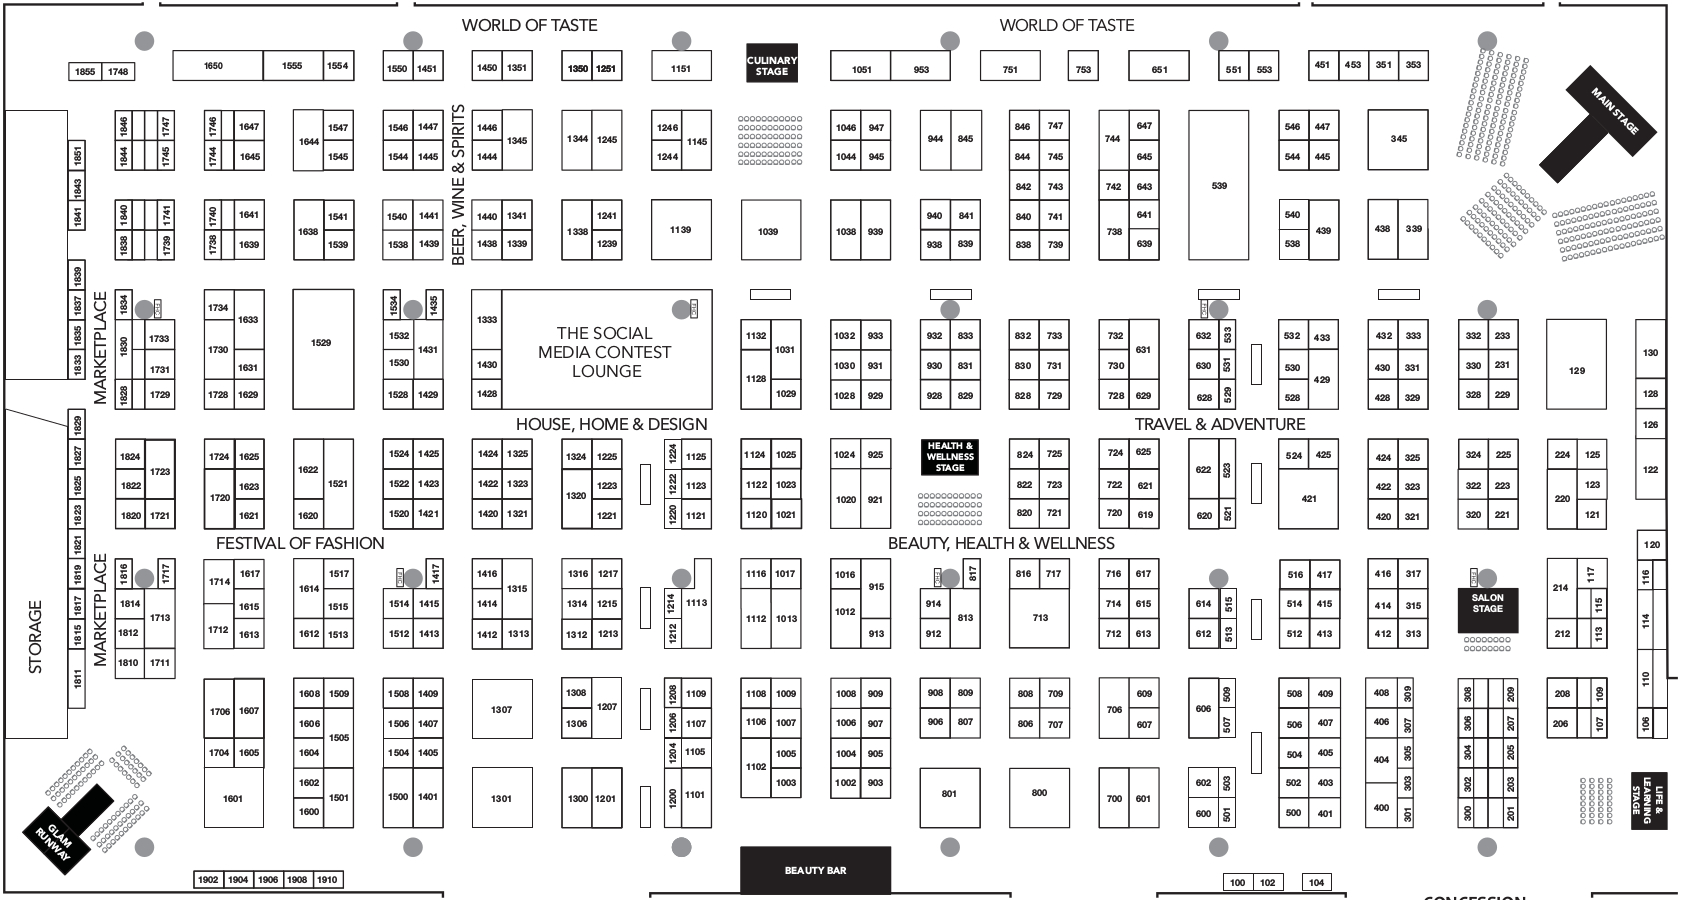 WORLD OF TASTE WORLD OF TASTE
1855 1748 1650 1555 1554 1550 1451 1450 1351 1350 1251 1151 CULINARY STAGE 1051 953 751 753 651 551 553 451 453 351 353
MAIN STAGE
1846 1747 1746 1647 1644 1547 1546 1447 1446 1345 1344 1245 1246 1145 1046 947 944 845 846 747 744 647 539 546 447 345
1851 1844 1745 1744 1645 1545 1544 1445 1444 1244 1044 945 844 745 645 544 445
1843 842 743 742 643
BEER, WINE & SPIRITS
1841 1840 1741 1740 1641 1638 1541 1540 1441 1440 1341 1338 1241 1139 1039 1038 939 940 841 840 741 738 641 540 439 438 339
1838 1739 1738 1639 1539 1538 1439 1438 1339 1239 938 839 838 739 639 538
1839
MARKETPLACE
1837 1834 FHC 1734 1633 1529 1534 1435 1333 FHC FHC
THE SOCIAL
MEDIA CONTEST
LOUNGE
1835 1830 1733 1730 1532 1431 1132 1031 1032 933 932 833 832 733 732 631 632 533 532 433 432 333 332 233 129 130
1833 1731 1631 1530 1430 1128 1030 931 930 831 830 731 730 630 531 530 429 430 331 330 231
1828 1729 1728 1629 1528 1429 1428 1029 1028 929 928 829 828 729 728 629 628 529 528 428 329 328 229 128
HOUSE, HOME & DESIGN TRAVEL & ADVENTURE
1829 126
1827 1824 1723 1724 1625 1622 1521 1524 1425 1424 1325 1324 1225 1224 1125 1124 1025 1024 925 HEALTH & WELLNESS STAGE 824 725 724 625 622 523 524 425 424 325 324 225 224 125 122
1825 1822 1720 1623 1522 1423 1422 1323 1320 1223 1222 1123 1122 1023 1020 921 822 723 722 621 421 422 323 322 223 220 123
1823 1820 1721 1621 1620 1520 1421 1420 1321 1221 1220 1121 1120 1021 820 721 720 619 620 521 420 321 320 221 121
FESTIVAL OF FASHION BEAUTY, HEALTH & WELLNESS
1821 120
MARKETPLACE
1819 1816 1717 1714 1617 1614 1517 FHC 1417 1416 1315 1316 1217 1113 1116 1017 1016 915 FHC 817 816 717 716 617 516 417 416 317 FHC 214 117 116
1817 1814 1713 1615 1515 1514 1415 1414 1314 1215 1214 1112 1013 1012 914 813 713 714 615 614 515 514 415 414 315 SALON STAGE 115 114
1815 1812 1712 1613 1612 1513 1512 1413 1412 1313 1312 1213 1212 913 912 712 613 612 513 512 413 412 313 212 113
STORAGE
1811 1810 1711 110
1706 1607 1608 1509 1508 1409 1307 1308 1207 1208 1109 1108 1009 1008 909 908 809 808 709 706 609 606 509 508 409 408 309 308 209 208 109
1606 1505 1506 1407 1306 1206 1107 1106 1007 1006 907 906 807 806 707 607 507 506 407 406 307 306 207 206 107 106
1704 1605 1604 1504 1405 1204 1105 1102 1005 1004 905 504 405 404 305 304 205
1601 1602 1501 1500 1401 1301 1300 1201 1200 1101 1003 1002 903 801 800 700 601 602 503 502 403 303 302 203
1600 600 501 500 401 400 301 300 201
LIFE & LEARNING STAGE
GLAM RUNWAY
BEAUTY BAR
1902 1904 1906 1908 1910 100 102 104
CONCESSION